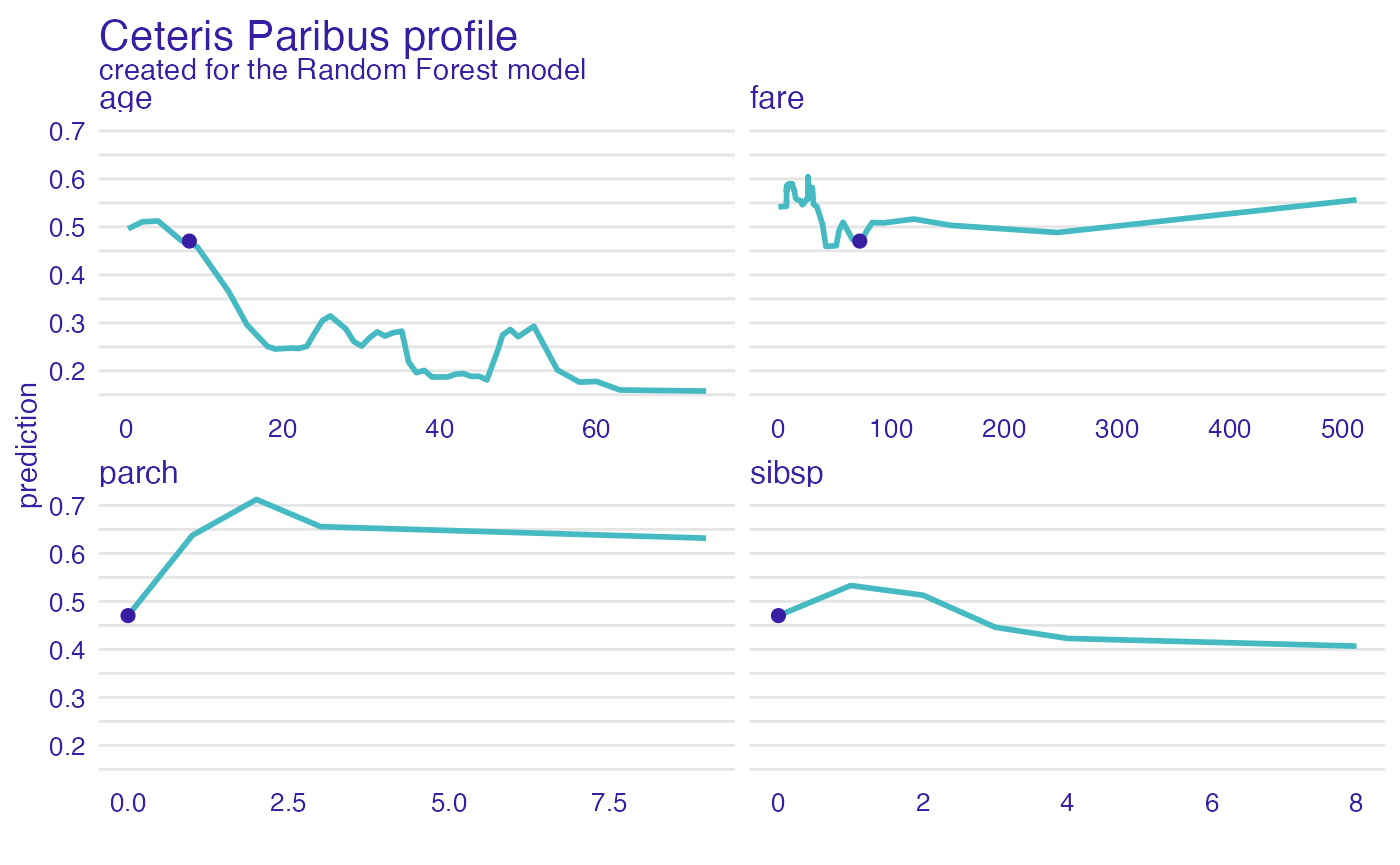 Ceteris Paribus profile
created for the Random Forest model
age
fare
0.7
0.6
0.5
0.4
0.3
0.2
0 20 40 60
0 100 200 300 400 500
prediction
parch
sibsp
0.7
0.6
0.5
0.4
0.3
0.2
0.0 2.5 5.0 7.5
0 2 4 6 8